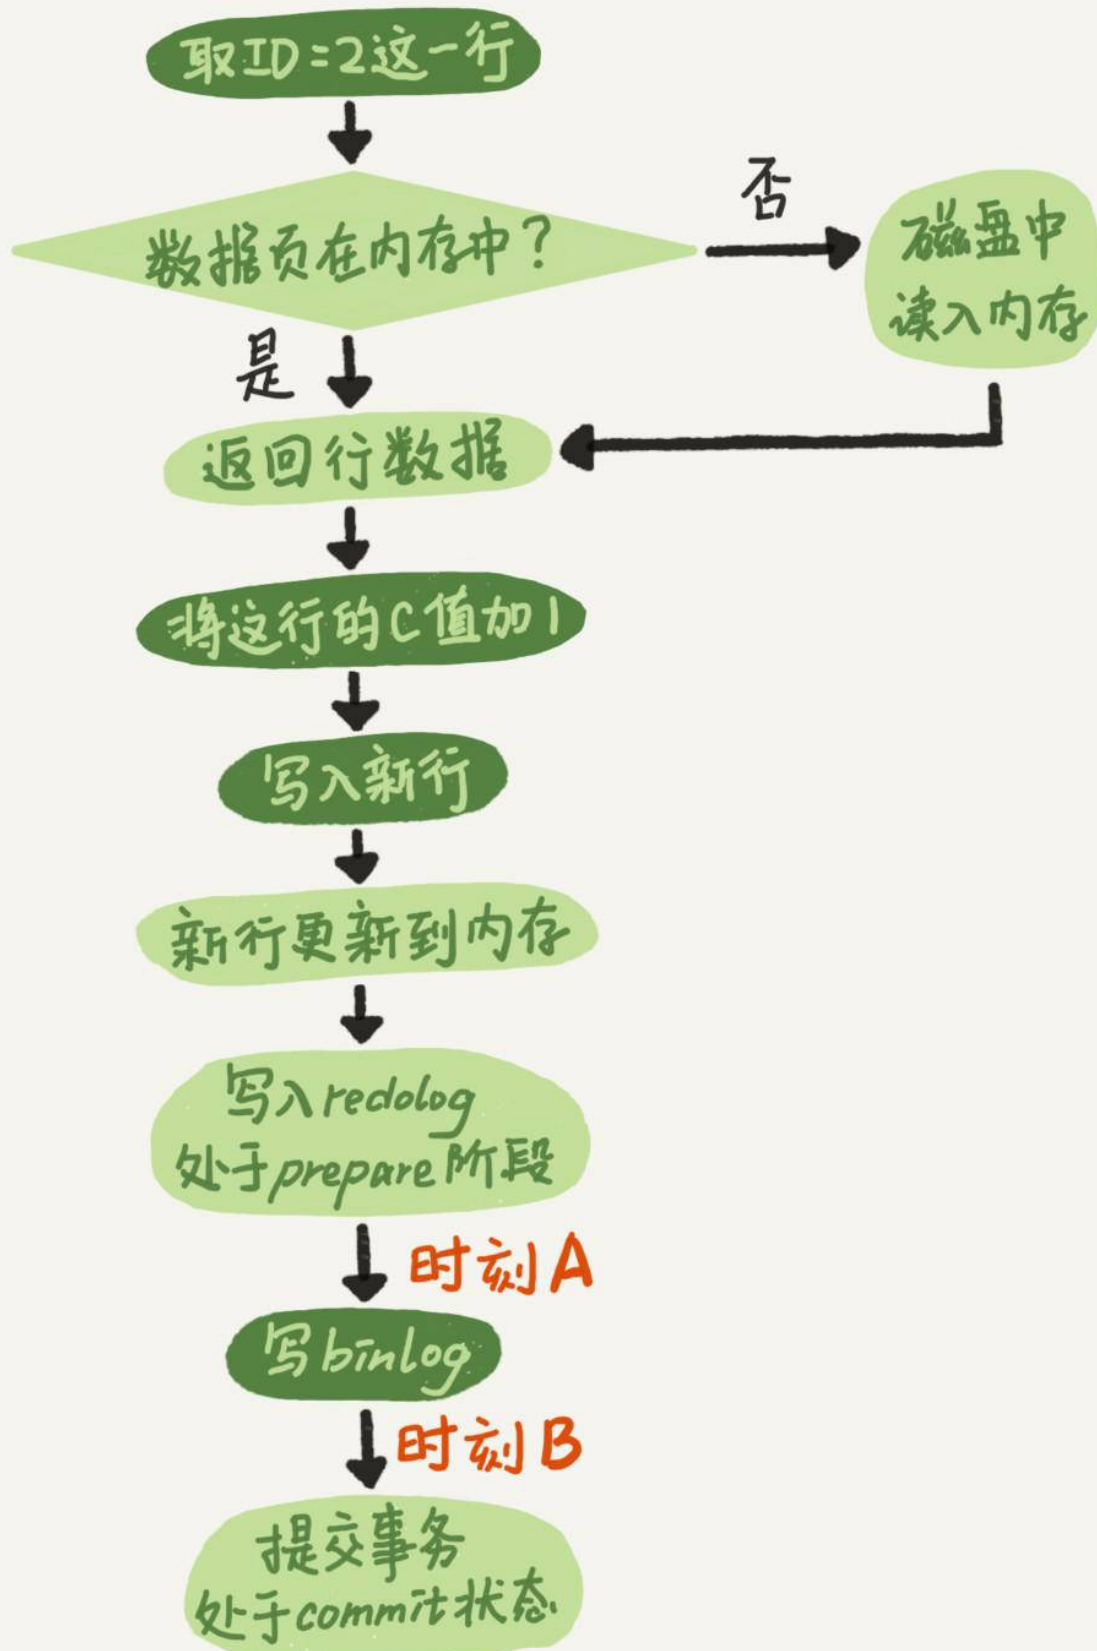 取ID=2这一行
数据页在内存中？
否
磁盘中
读入内存
是
返回行数据
将这行的C值加1
写入新行
新行更新到内存
写入redolog
处于prepare阶段
时刻A
写binlog
时刻B
提交事务
处于commit状态